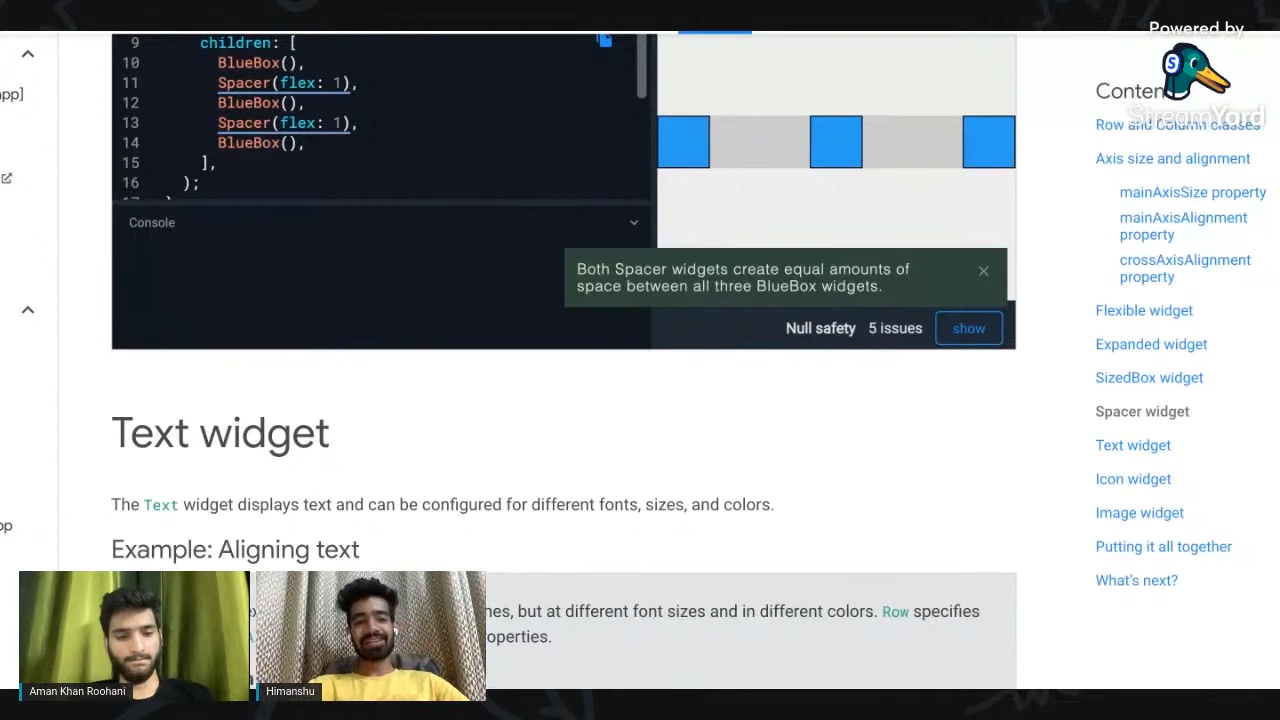 Powered by
StreamYard
9 children: [
10 BlueBox(),
11 Spacer(flex: 1),
12 BlueBox(),
13 Spacer(flex: 1),
14 BlueBox(),
15 ],
16 );
Console
Both Spacer widgets create equal amounts of
space between all three BlueBox widgets.
Null safety 5 issues show
Text widget
The Text widget displays text and can be configured for different fonts, sizes, and colors.
Example: Aligning text
but at different font sizes and in different colors. Row specifies
app]
Row and Column classes
Axis size and alignment
mainAxisSize property
mainAxisAlignment
property
crossAxisAlignment
property
Flexible widget
Expanded widget
SizedBox widget
Spacer widget
Text widget
Icon widget
Image widget
Putting it all together
What's next?
Aman Khan Roohani
Himanshu